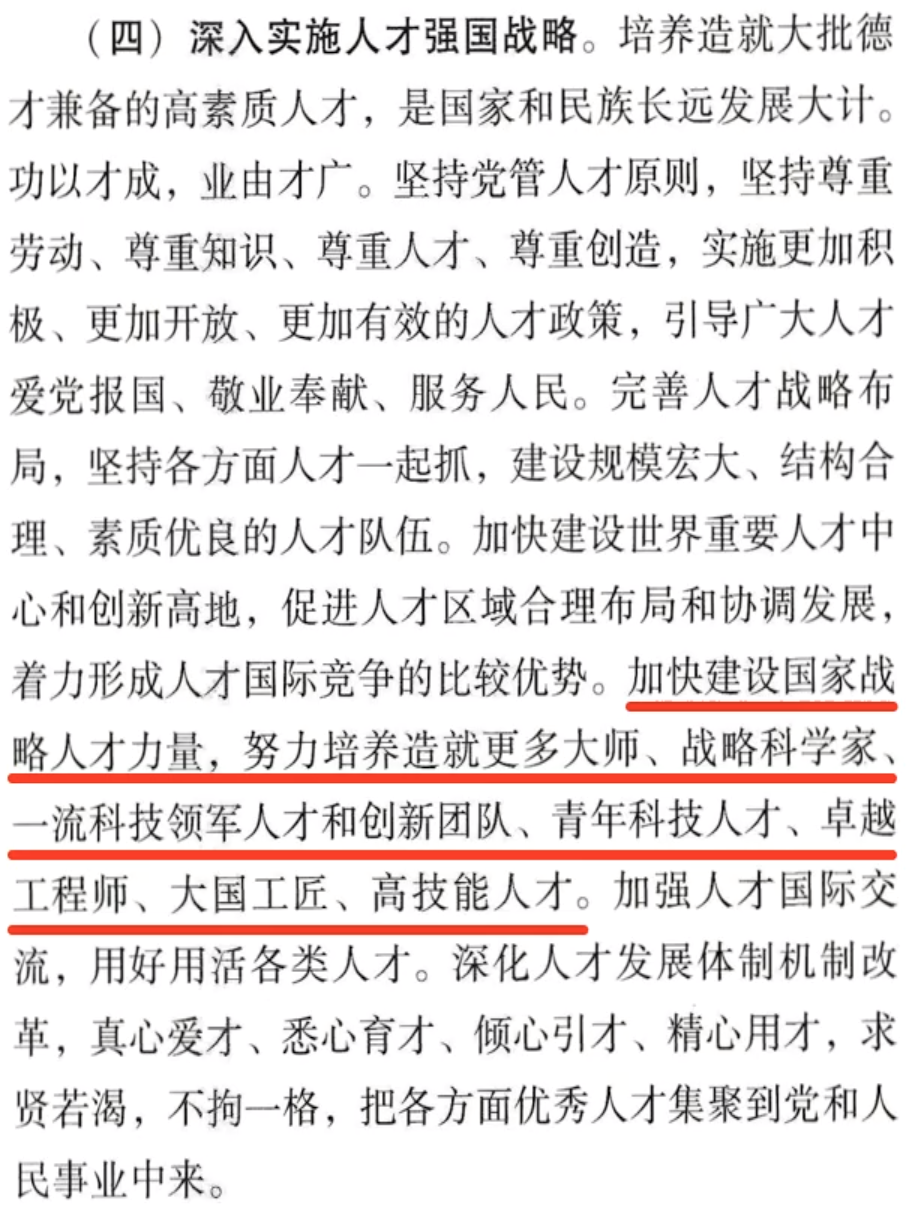 （四）深入实施人才强国战略。培养造就大批德
才兼备的高素质人才，是国家和民族长远发展大计。
功以才成，业由才广。坚持党管人才原则，坚持尊重
劳动、尊重知识、尊重人才、尊重创造，实施更加积
极、更加开放、更加有效的人才政策，引导广大人才
爱党报国、敬业奉献、服务人民。完善人才战略布
局，坚持各方面人才一起抓，建设规模宏大、结构合
理、素质优良的人才队伍。加快建设世界重要人才中
心和创新高地，促进人才区域合理布局和协调发展，
着力形成人才国际竞争的比较优势。加快建设国家战
略人才力量，努力培养造就更多大师、战略科学家、
一流科技领军人才和创新团队、青年科技人才、卓越
工程师、大国工匠、高技能人才。加强人才国际交
流，用好用活各类人才。深化人才发展体制机制改
革，真心爱才、悉心育才、倾心引才、精心用才，求
贤若渴，不拘一格，把各方面优秀人才集聚到党和人
民事业中来。